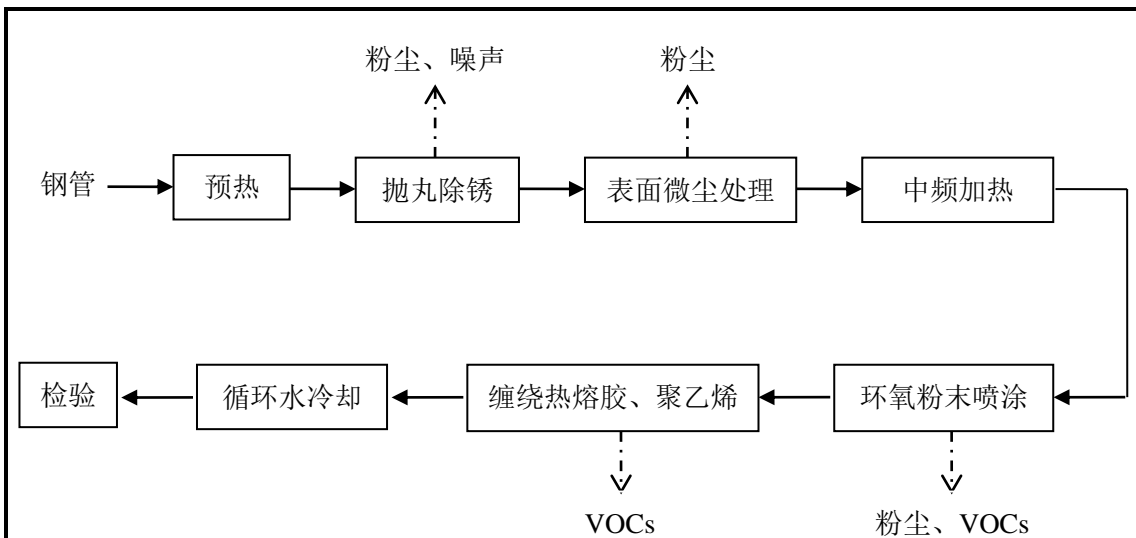 粉尘、噪声
粉尘
钢管
预热
抛丸除锈
表面微尘处理
中频加热
检验
循环水冷却
缠绕热熔胶、聚乙烯
环氧粉末喷涂
VOCs
粉尘、VOCs